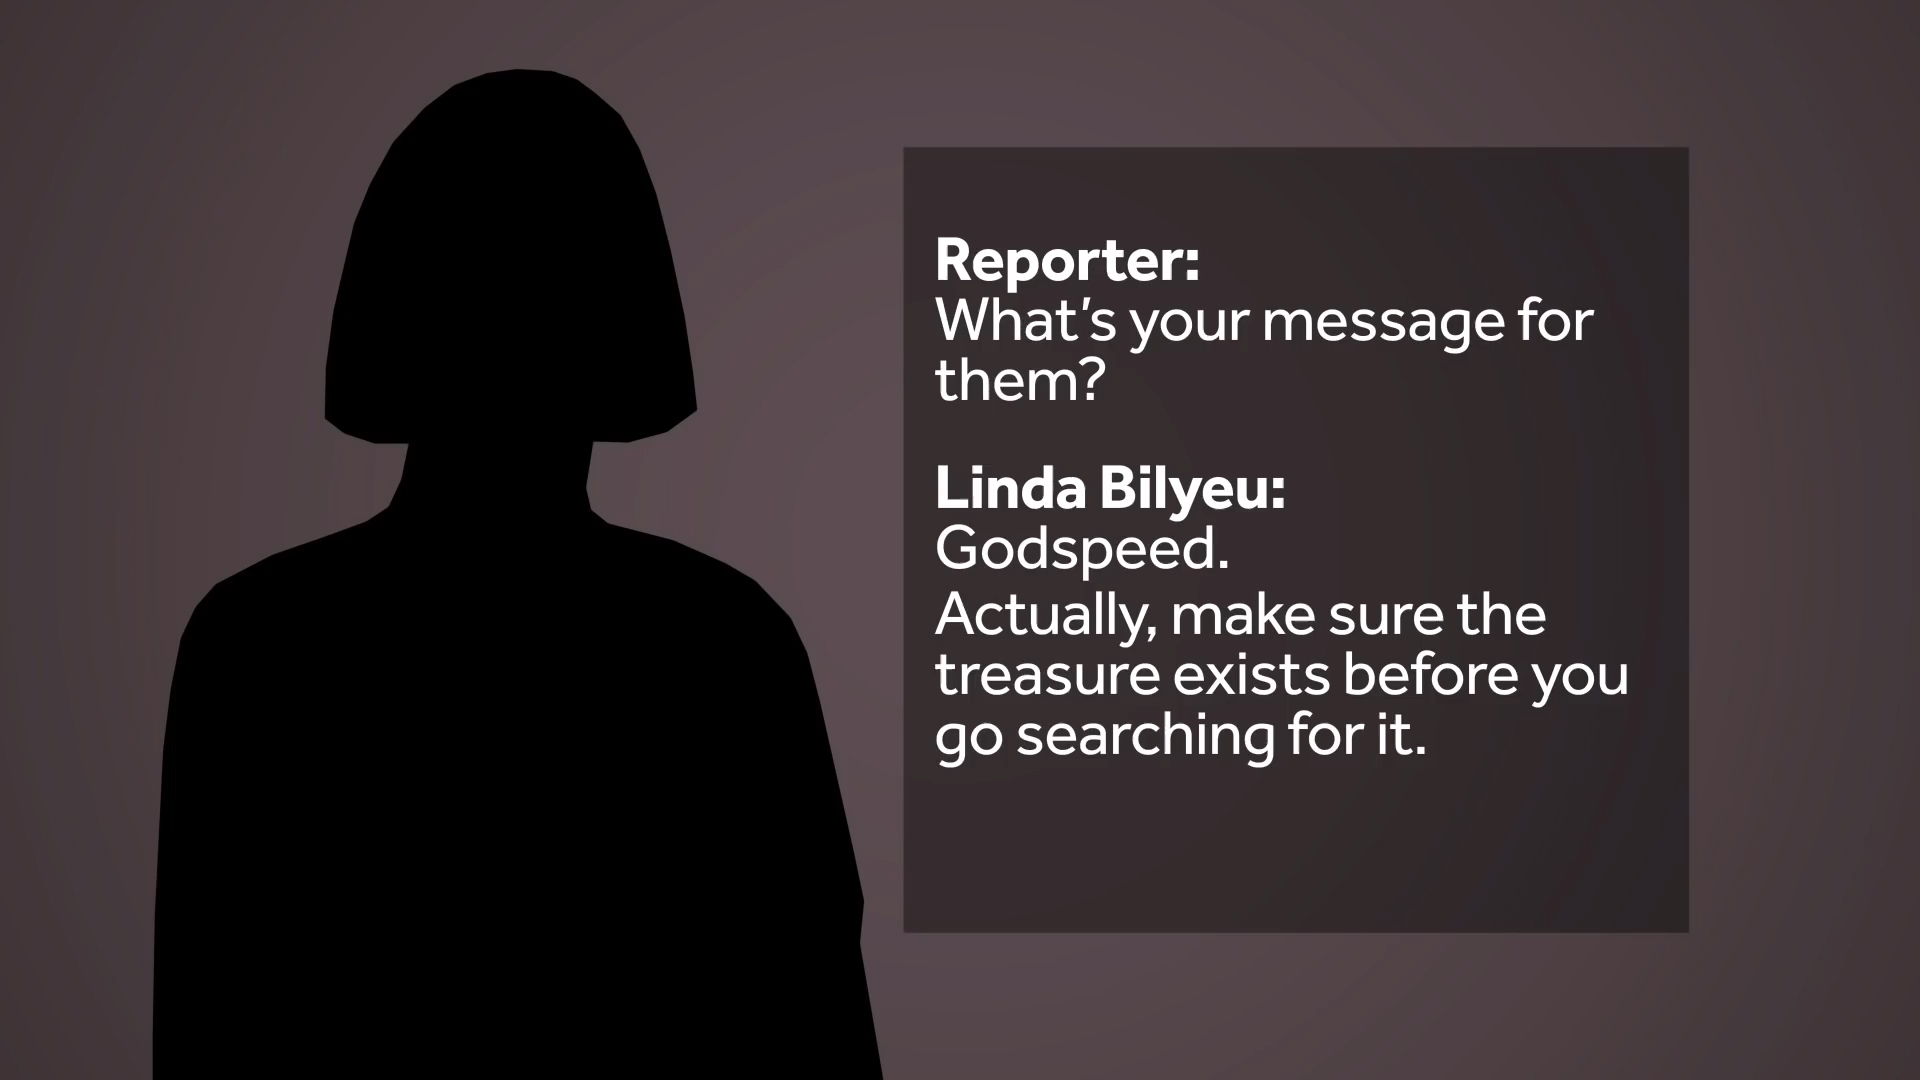 Reporter:
What's your message for
them?
Linda Bilyeu:
Godspeed.
Actually, make sure the
treasure exists before you
go searching for it.